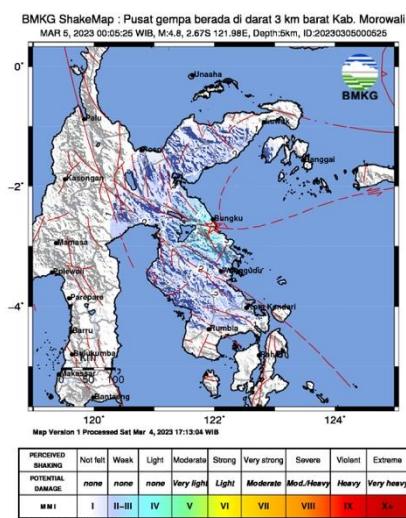 BMKG ShakeMap : Pusat gempa berada di darat 3 km barat Kab. Morowali
MAR 5, 2023 00:05:25 WIB, M:4.8, 2.67S 121.98E, Depth:5km, ID:20230305000525
0°
Unaaha
BMKG
Palu
Luwuk
Poso
Banggai
Kasongan
−2°
Bungku
Mamasa
Polewali
Parepare
−4°
Kendari
Rumbia
Barru
Bulukumba
km
Makassar
0 50 100
Bantaeng
120° 122° 124°
Map Version 1 Processed Sat Mar 4, 2023 17:13:04 WIB
PERCEIVED SHAKING Not felt Weak Light Moderate Strong Very strong Severe Violent Extreme
POTENTIAL DAMAGE none none none Very light Light Moderate Mod./Heavy Heavy Very heavy
MMI I II–III IV V VI VII VIII IX X+